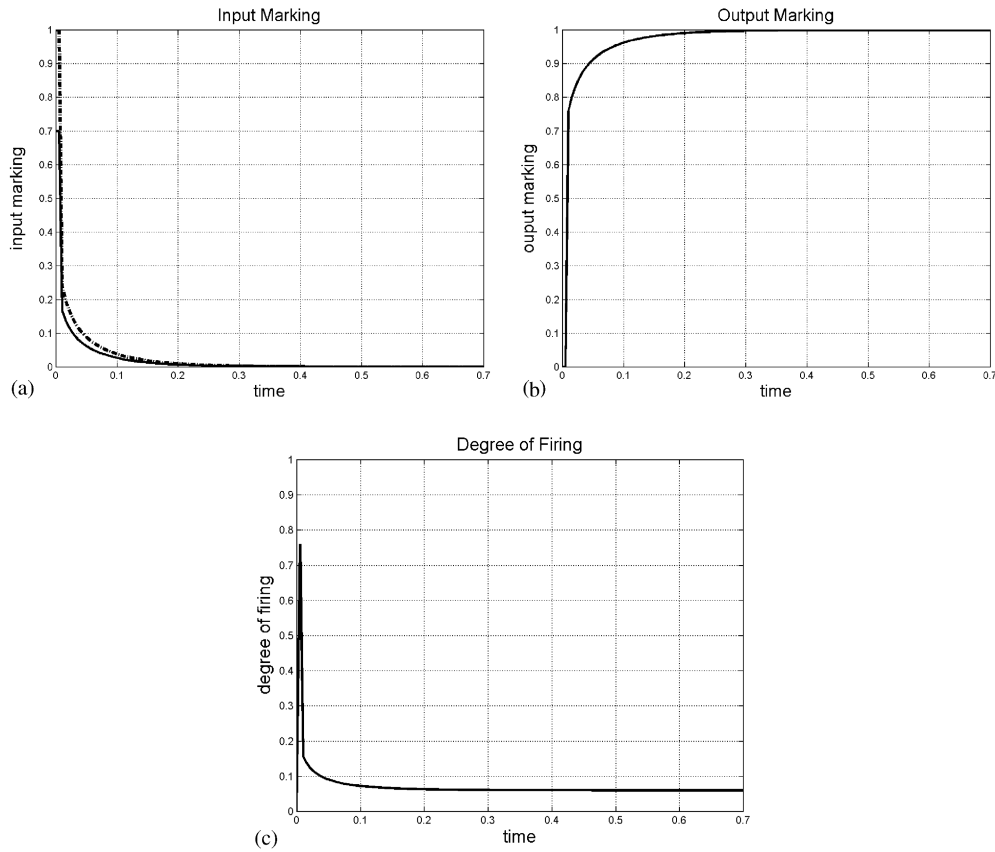 Input Marking
input marking
1
0.9
0.8
0.7
0.6
0.5
0.4
0.3
0.2
0.1
0
0 0.1 0.2 0.3 0.4 0.5 0.6 0.7
time
(a)
Output Marking
ouput marking
1
0.9
0.8
0.7
0.6
0.5
0.4
0.3
0.2
0.1
0
0 0.1 0.2 0.3 0.4 0.5 0.6 0.7
time
(b)
Degree of Firing
degree of firing
1
0.9
0.8
0.7
0.6
0.5
0.4
0.3
0.2
0.1
0
0 0.1 0.2 0.3 0.4 0.5 0.6 0.7
time
(c)